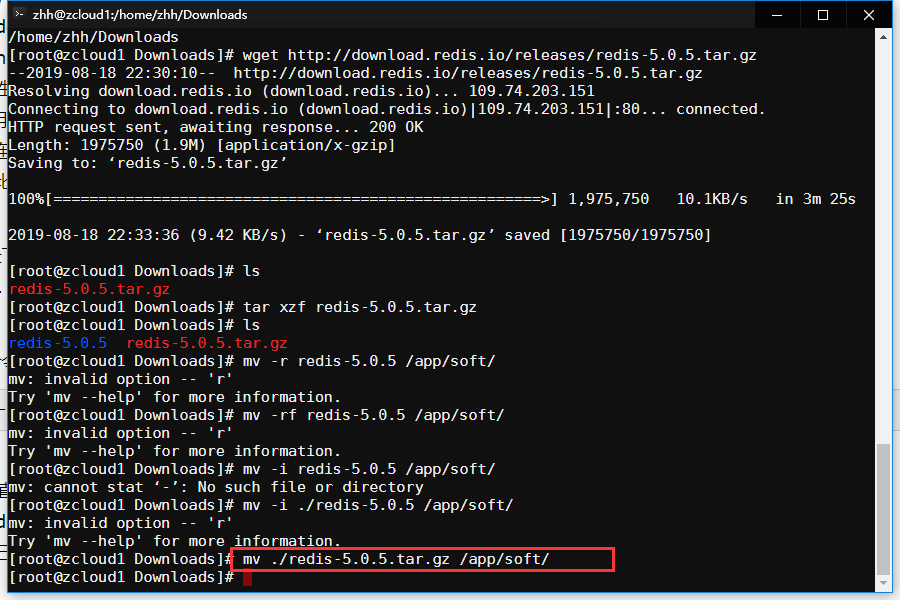 zhh@zcloud1:/home/zhh/Downloads
/home/zhh/Downloads
[root@zcloud1 Downloads]# wget http://download.redis.io/releases/redis-5.0.5.tar.gz
--2019-08-18 22:30:10--  http://download.redis.io/releases/redis-5.0.5.tar.gz
Resolving download.redis.io (download.redis.io)... 109.74.203.151
Connecting to download.redis.io (download.redis.io)|109.74.203.151|:80... connected.
HTTP request sent, awaiting response... 200 OK
Length: 1975750 (1.9M) [application/x-gzip]
Saving to: ‘redis-5.0.5.tar.gz’
100%[======================================================>] 1,975,750   10.1KB/s   in 3m 25s
2019-08-18 22:33:36 (9.42 KB/s) - ‘redis-5.0.5.tar.gz’ saved [1975750/1975750]
[root@zcloud1 Downloads]# ls
redis-5.0.5.tar.gz
[root@zcloud1 Downloads]# tar xzf redis-5.0.5.tar.gz
[root@zcloud1 Downloads]# ls
redis-5.0.5  redis-5.0.5.tar.gz
[root@zcloud1 Downloads]# mv -r redis-5.0.5 /app/soft/
mv: invalid option -- 'r'
Try 'mv --help' for more information.
[root@zcloud1 Downloads]# mv -rf redis-5.0.5 /app/soft/
mv: invalid option -- 'r'
Try 'mv --help' for more information.
[root@zcloud1 Downloads]# mv -i redis-5.0.5 /app/soft/
mv: cannot stat ‘-’: No such file or directory
[root@zcloud1 Downloads]# mv -i ./redis-5.0.5 /app/soft/
mv: invalid option -- 'r'
Try 'mv --help' for more information.
[root@zcloud1 Downloads]# mv ./redis-5.0.5.tar.gz /app/soft/
[root@zcloud1 Downloads]#